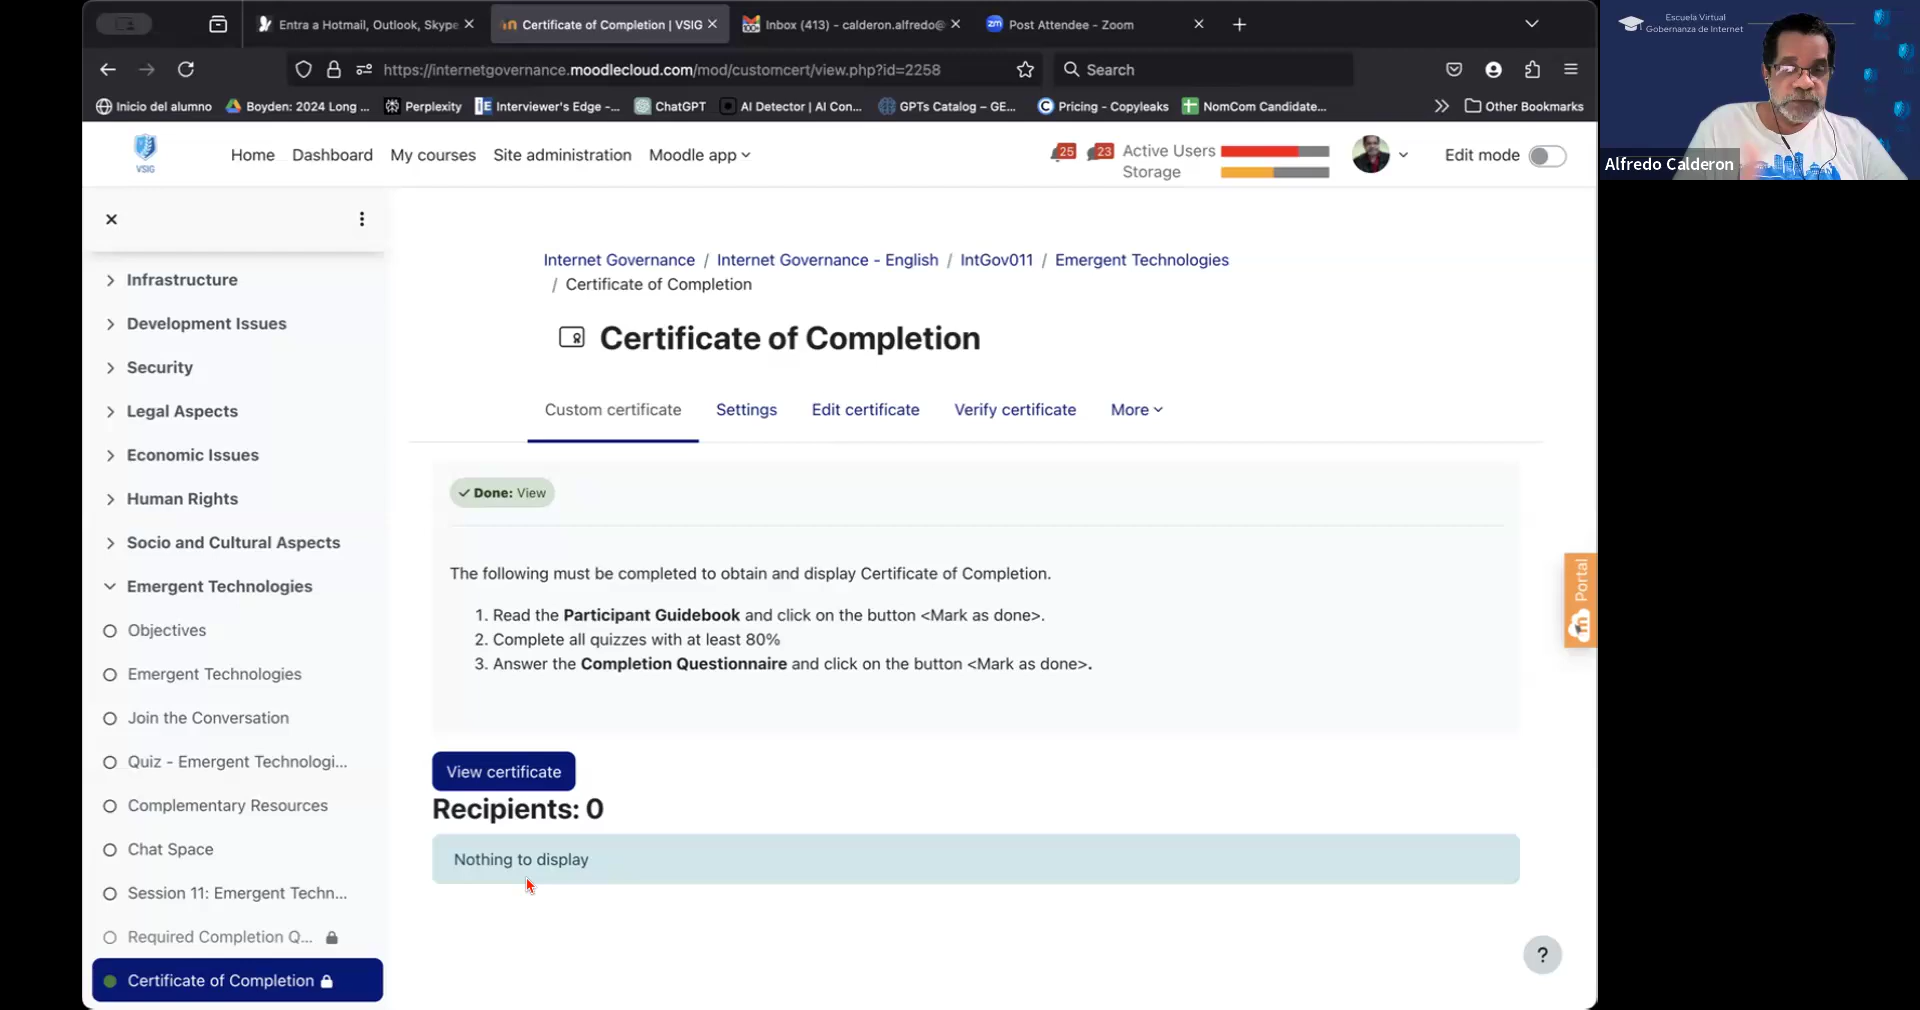 Entra a Hotmail, Outlook, Skype
Certificate of Completion | VSIG
Inbox (413) - calderon.alfredo@
zm
Post Attendee - Zoom
https://internetgovernance.moodlecloud.com/mod/customcert/view.php?id=2258
Search
Inicio del alumno
Boyden: 2024 Long ...
Perplexity
Interviewer's Edge -...
ChatGPT
AI Detector | AI Con...
GPTs Catalog – GE...
Pricing - Copyleaks
NomCom Candidate...
Other Bookmarks
VSIG
Home
Dashboard
My courses
Site administration
Moodle app
25
23
Active Users
Storage
Edit mode
Infrastructure
Development Issues
Security
Legal Aspects
Economic Issues
Human Rights
Socio and Cultural Aspects
Emergent Technologies
Objectives
Emergent Technologies
Join the Conversation
Quiz - Emergent Technologi...
Complementary Resources
Chat Space
Session 11: Emergent Techn...
Required Completion Q...
Certificate of Completion
Internet Governance / Internet Governance - English / IntGov011 / Emergent Technologies
/ Certificate of Completion
Certificate of Completion
Custom certificate
Settings
Edit certificate
Verify certificate
More
Done: View
The following must be completed to obtain and display Certificate of Completion.
1. Read the Participant Guidebook and click on the button <Mark as done>.
2. Complete all quizzes with at least 80%
3. Answer the Completion Questionnaire and click on the button <Mark as done>.
View certificate
Recipients: 0
Nothing to display
Portal
?
Escuela Virtual
Gobernanza de Internet
Alfredo Calderon